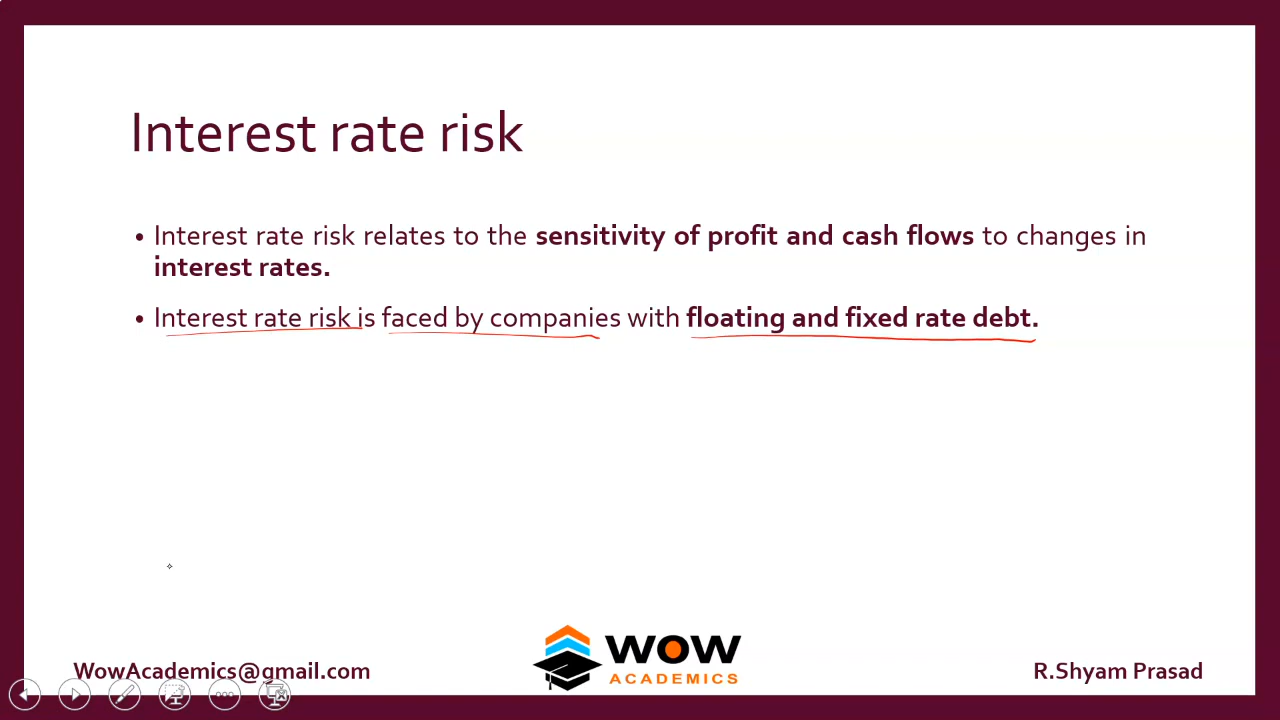 Interest rate risk
• Interest rate risk relates to the sensitivity of profit and cash flows to changes in
interest rates.
• Interest rate risk is faced by companies with floating and fixed rate debt.
WowAcademics@gmail.com
WOW
ACADEMICS
R.Shyam Prasad